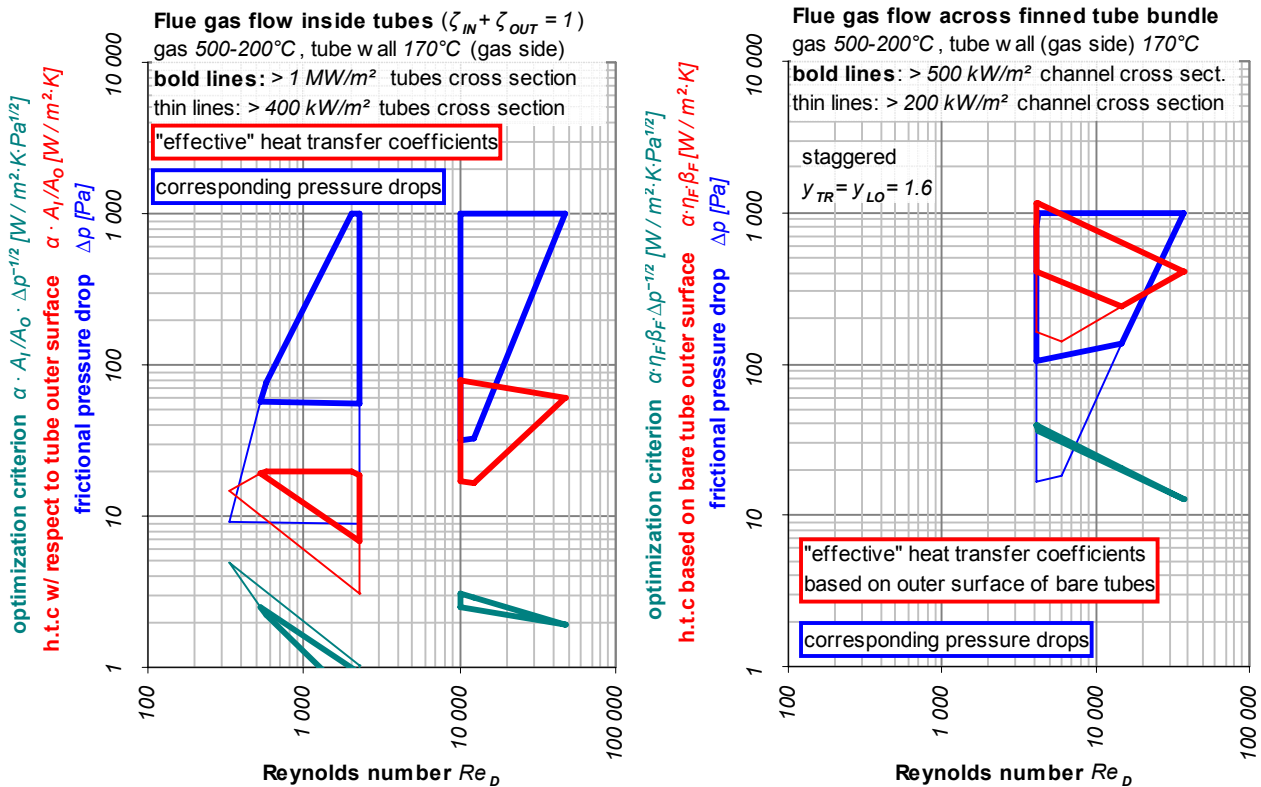 Flue gas flow inside tubes (ζIN + ζOUT = 1)
gas 500-200°C, tube wall 170°C (gas side)
bold lines: > 1 MW/m² tubes cross section
thin lines: > 400 kW/m² tubes cross section
"effective" heat transfer coefficients
corresponding pressure drops
optimization criterion α · AI/AO · Δp-1/2 [W / m²·K·Pa1/2]
h.t.c w/ respect to tube outer surface α · AI/AO [W / m²·K]
frictional pressure drop Δp [Pa]
10 000
1 000
100
10
1
100
1 000
10 000
100 000
Reynolds number ReD
Flue gas flow across finned tube bundle
gas 500-200°C, tube wall (gas side) 170°C
bold lines: > 500 kW/m² channel cross sect.
thin lines: > 200 kW/m² channel cross section
staggered
yTR = yLO = 1.6
"effective" heat transfer coefficients
based on outer surface of bare tubes
corresponding pressure drops
optimization criterion α·ηF·βF·Δp-1/2 [W / m²·K·Pa1/2]
h.t.c based on bare tube outer surface α·ηF·βF [W / m²·K]
frictional pressure drop Δp [Pa]
10 000
1 000
100
10
1
100
1 000
10 000
100 000
Reynolds number ReD